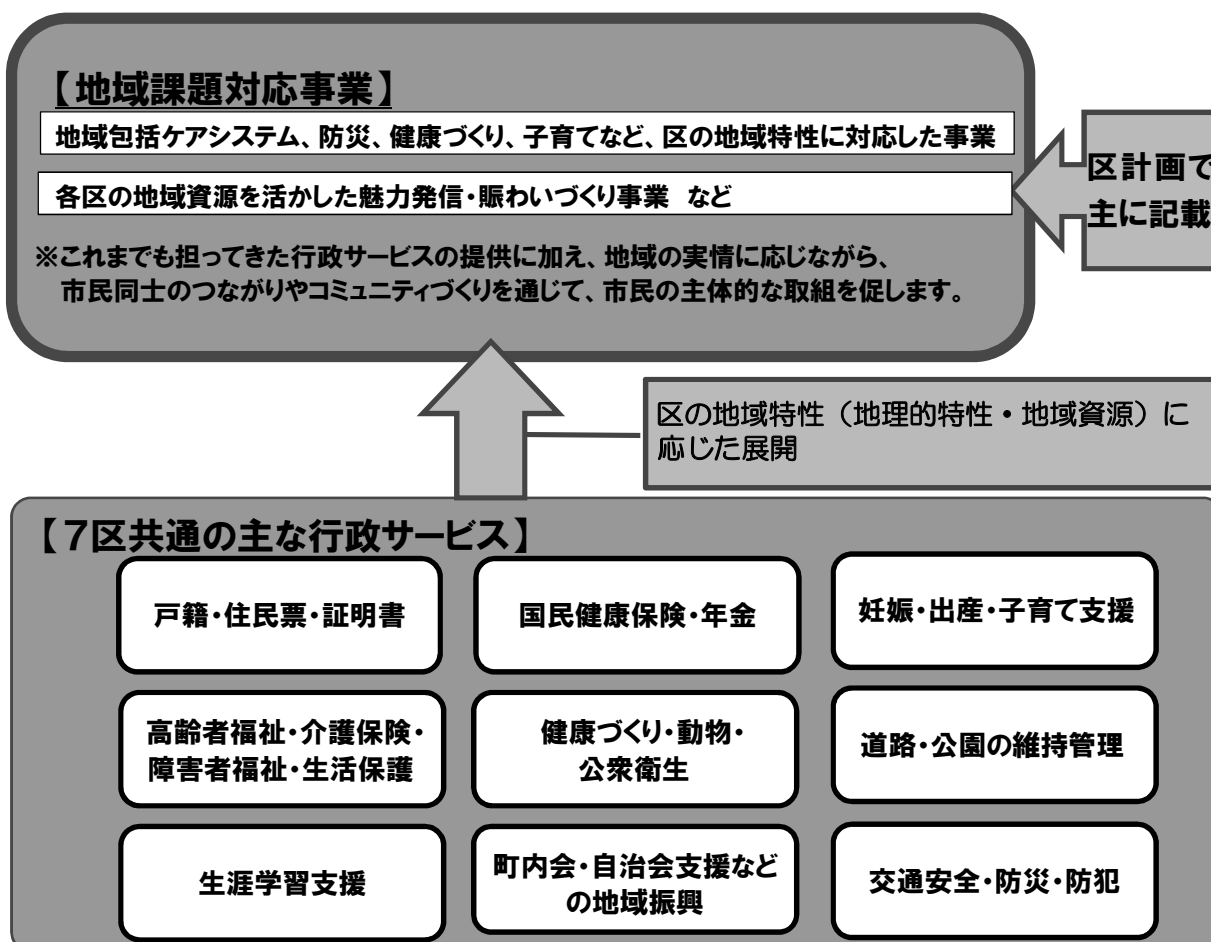 【地域課題対応事業】
地域包括ケアシステム、防災、健康づくり、子育てなど、区の地域特性に対応した事業
各区の地域資源を活かした魅力発信・賑わいづくり事業 など
※これまでも担ってきた行政サービスの提供に加え、地域の実情に応じながら、
市民同士のつながりやコミュニティづくりを通じて、市民の主体的な取組を促します。
区計画で
主に記載
区の地域特性（地理的特性・地域資源）に
応じた展開
【７区共通の主な行政サービス】
戸籍・住民票・証明書
国民健康保険・年金
妊娠・出産・子育て支援
高齢者福祉・介護保険・
障害者福祉・生活保護
健康づくり・動物・
公衆衛生
道路・公園の維持管理
生涯学習支援
町内会・自治会支援など
の地域振興
交通安全・防災・防犯